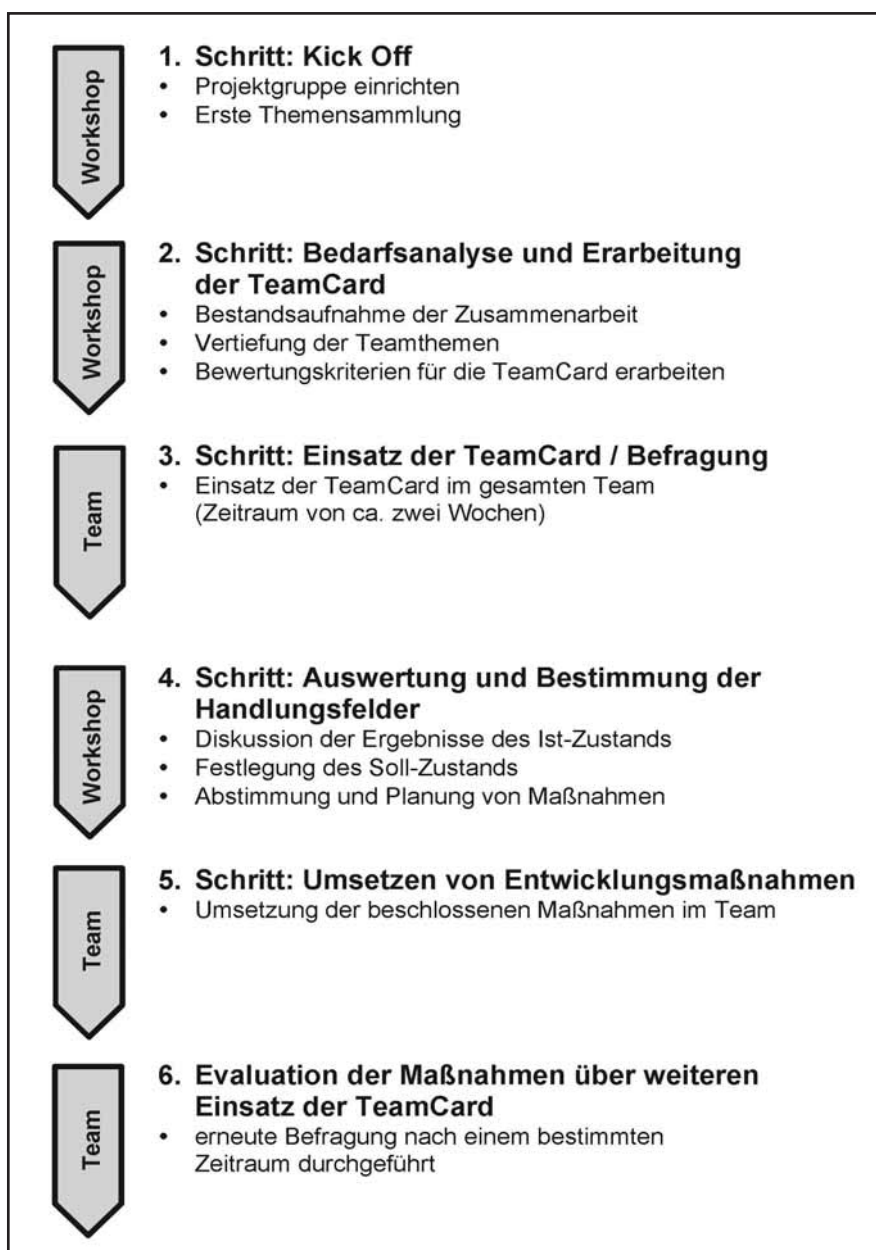 Workshop
1. Schritt: Kick Off
• Projektgruppe einrichten
• Erste Themensammlung
Workshop
2. Schritt: Bedarfsanalyse und Erarbeitung
der TeamCard
• Bestandsaufnahme der Zusammenarbeit
• Vertiefung der Teamthemen
• Bewertungskriterien für die TeamCard erarbeiten
Team
3. Schritt: Einsatz der TeamCard / Befragung
• Einsatz der TeamCard im gesamten Team
(Zeitraum von ca. zwei Wochen)
Workshop
4. Schritt: Auswertung und Bestimmung der
Handlungsfelder
• Diskussion der Ergebnisse des Ist-Zustands
• Festlegung des Soll-Zustands
• Abstimmung und Planung von Maßnahmen
Team
5. Schritt: Umsetzen von Entwicklungsmaßnahmen
• Umsetzung der beschlossenen Maßnahmen im Team
Team
6. Evaluation der Maßnahmen über weiteren
Einsatz der TeamCard
• erneute Befragung nach einem bestimmten
Zeitraum durchgeführt